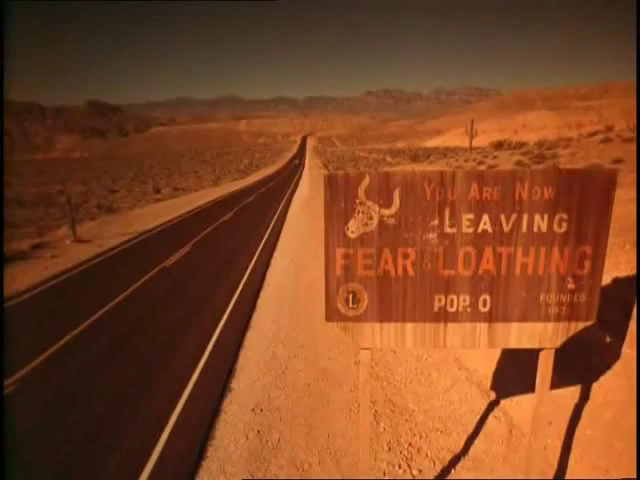 YOU ARE NOW
LEAVING
FEAR & LOATHING
L
POP. 0
FOUNDED